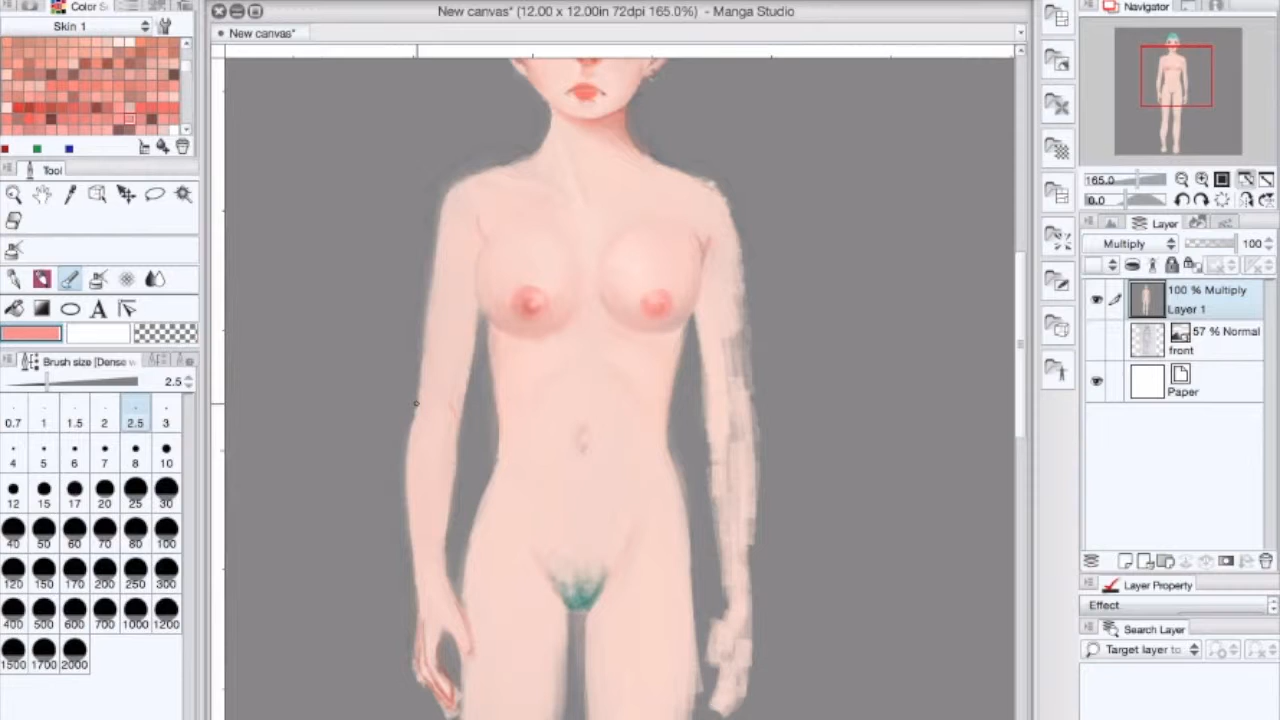 Color S
New canvas* (12.00 x 12.00in 72dpi 165.0%) - Manga Studio
Navigator
Skin 1
New canvas*
Tool
165.0
0.0
Layer
Multiply
100
100 % Multiply
Layer 1
57 % Normal
front
Paper
A
Brush size [Dense w
2.5
0.7 1 1.5 2 2.5 3
4 5 6 7 8 10
12 15 17 20 25 30
40 50 60 70 80 100
120 150 170 200 250 300
400 500 600 700 1000 1200
1500 1700 2000
Layer Property
Effect
Search Layer
Target layer to